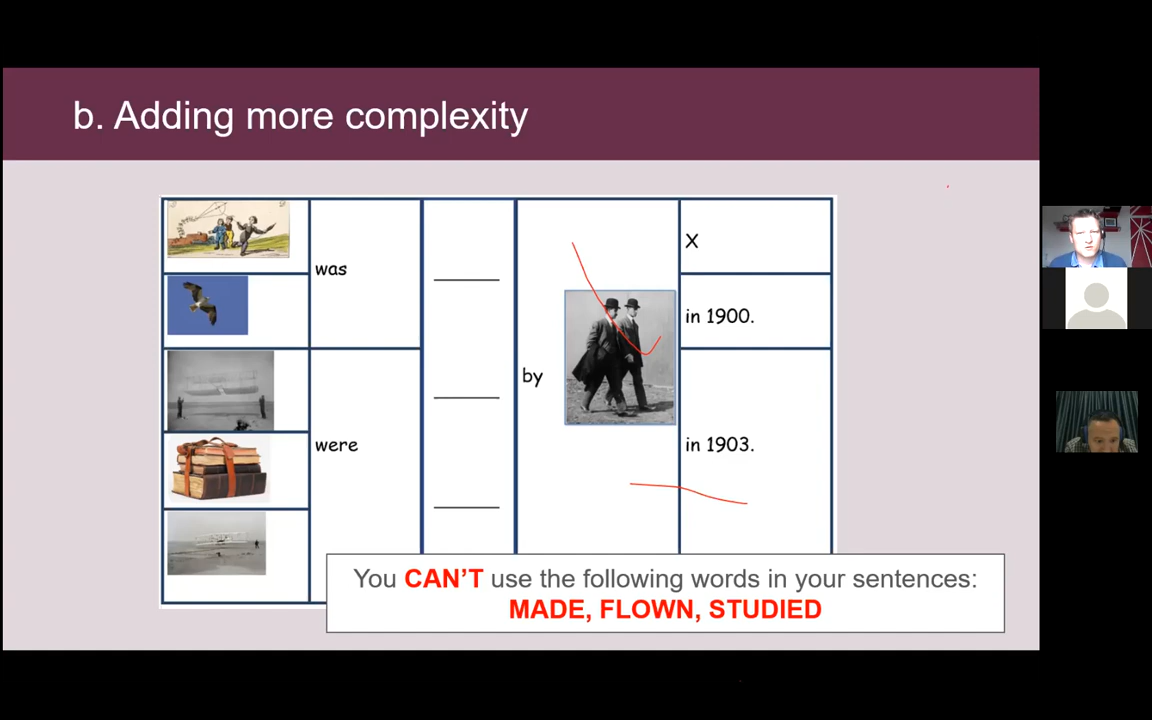 b. Adding more complexity
X
was
in 1900.
by
were
in 1903.
You CAN'T use the following words in your sentences:
MADE, FLOWN, STUDIED